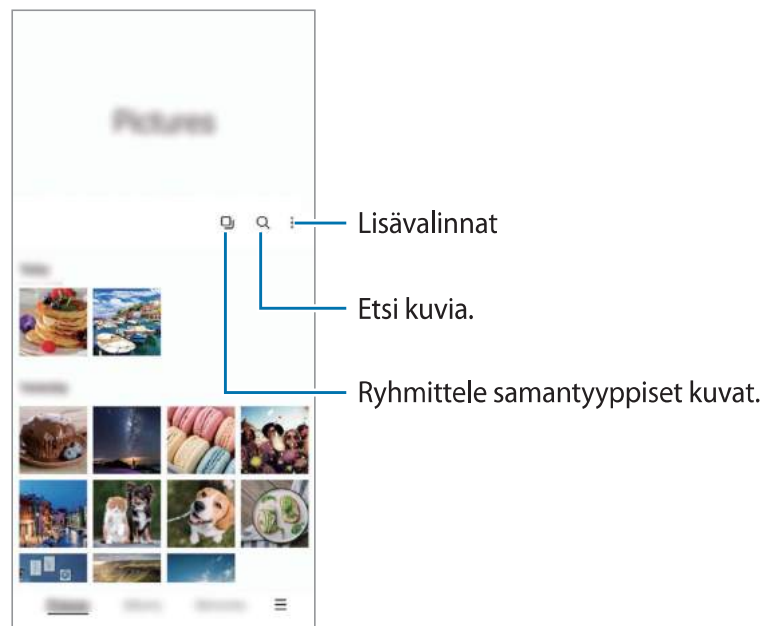 Pictures
Lisävalinnat
Etsi kuvia.
Ryhmittele samantyyppiset kuvat.